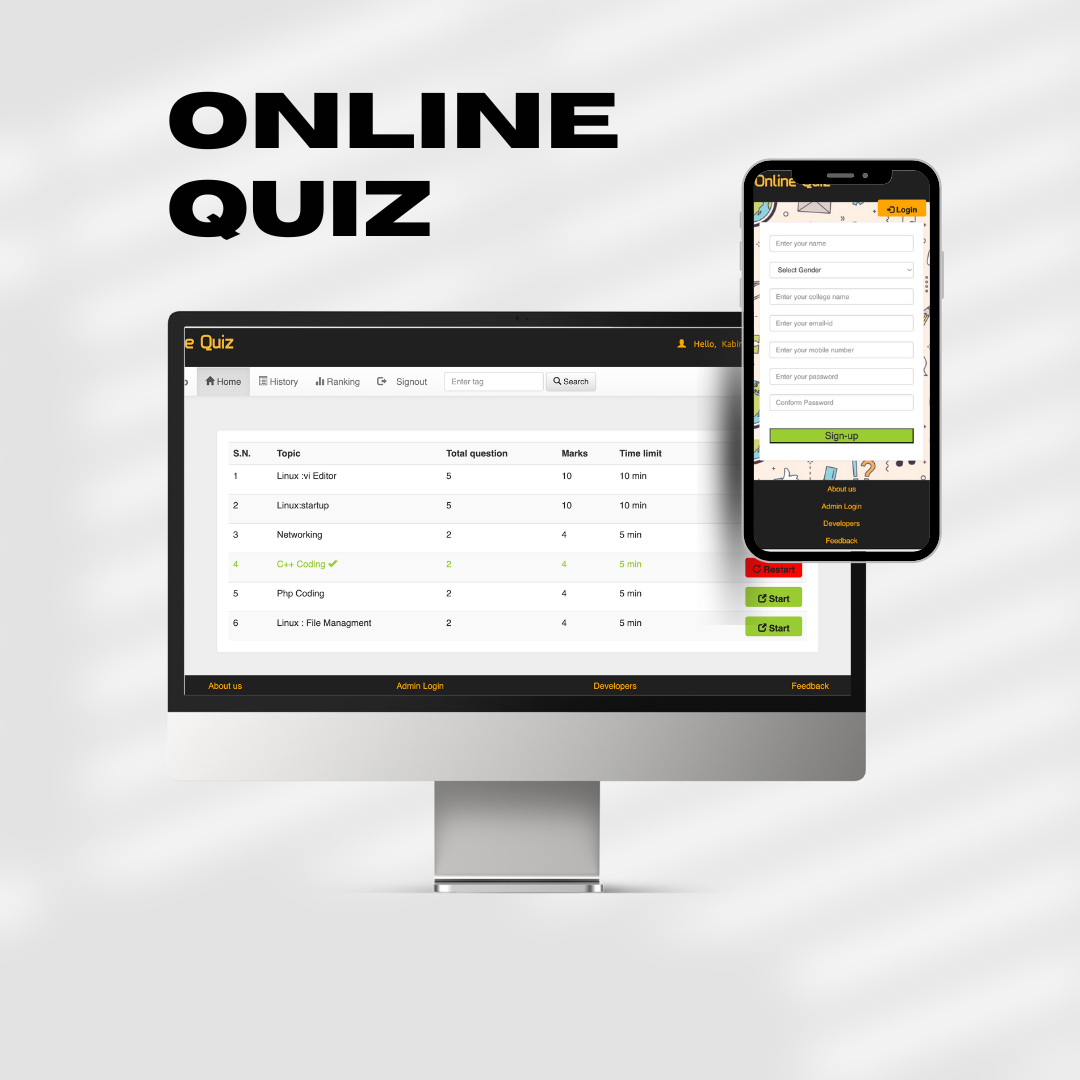 ONLINE
QUIZ
Online Quiz
Login
Enter your name
Select Gender
Enter your college name
Enter your email-id
Enter your mobile number
Enter your password
Conform Password
Sign-up
About us
Admin Login
Developers
Feedback
e Quiz
Hello, Kabir
Home History Ranking Signout Enter tag Search
S.N. Topic Total question Marks Time limit
1 Linux :vi Editor 5 10 10 min
2 Linux:startup 5 10 10 min
3 Networking 2 4 5 min
4 C++ Coding ✔ 2 4 5 min Restart
5 Php Coding 2 4 5 min Start
6 Linux : File Managment 2 4 5 min Start
About us Admin Login Developers Feedback